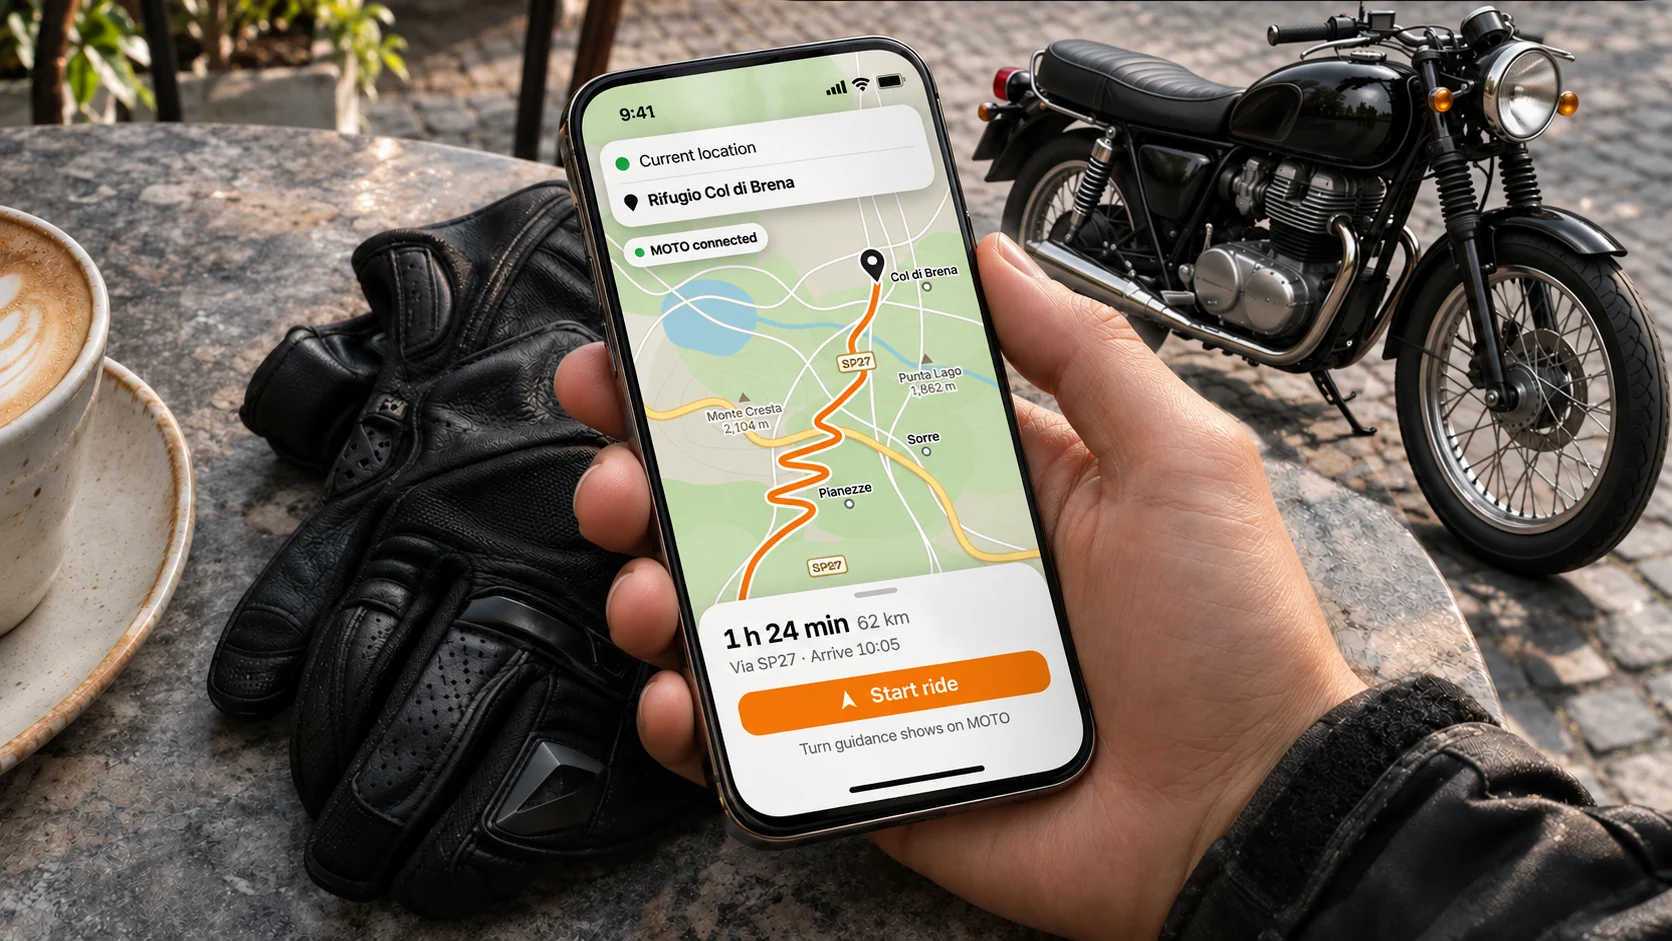 9:41
Current location
Rifugio Col di Brena
MOTO connected
Col di Brena
SP27
Punta Lago
1,862 m
Monte Cresta
2,104 m
Sorre
Pianezze
SP27
1 h 24 min 62 km
Via SP27 · Arrive 10:05
Start ride
Turn guidance shows on MOTO